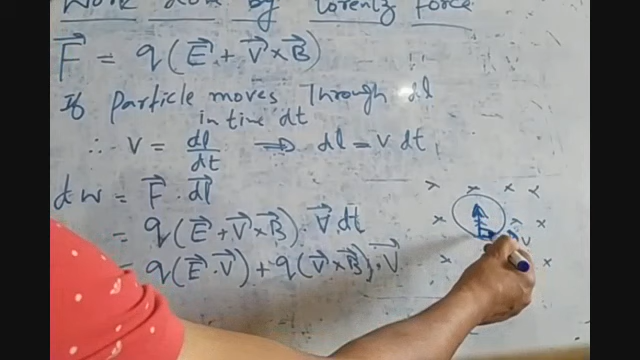 Work done by Lorentz Force
F⃗ = q(E⃗ + V⃗×B⃗)
If Particle moves Through dl
in time dt
∴ V = dl/dt ⇒ dl = V dt
dw = F⃗ . dl⃗
= q(E⃗ + V⃗×B⃗) . V⃗ dt
= q(E⃗.V⃗) + q(V⃗×B⃗).V⃗
x x x x
x x x
V
x x